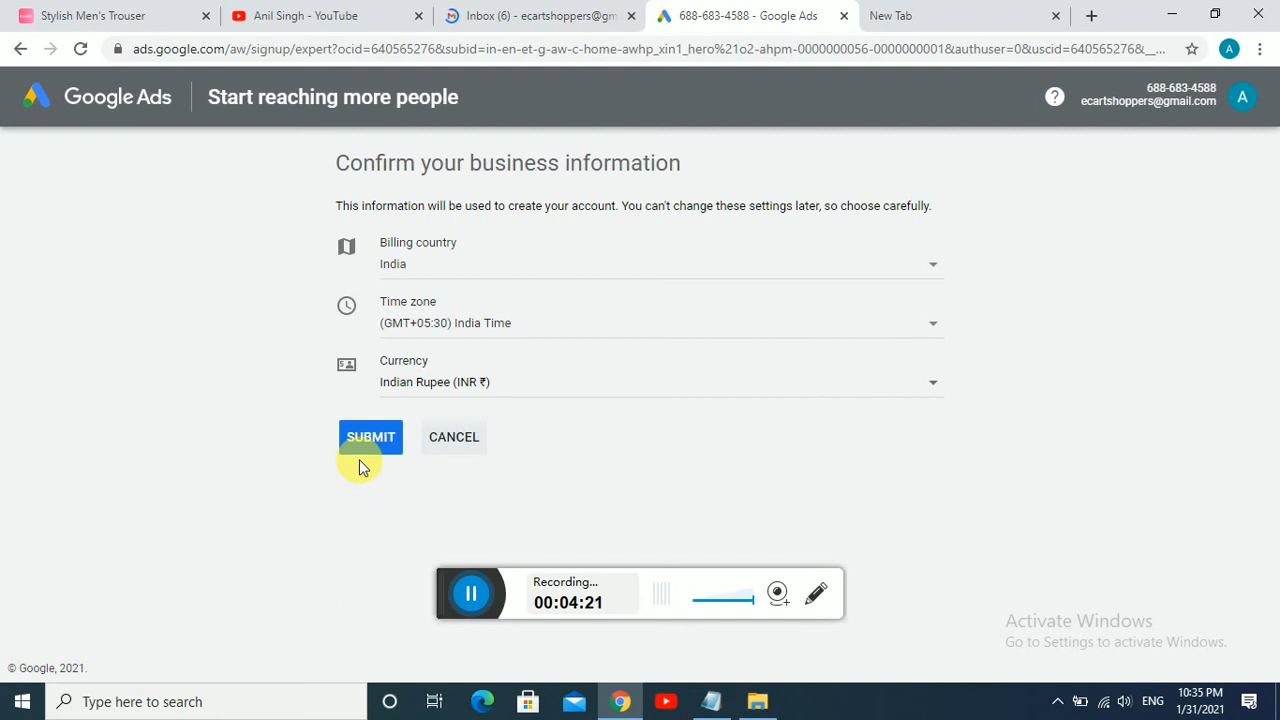 Stylish Men's Trouser
Anil Singh - YouTube
Inbox (6) - ecartshoppers@gm
688-683-4588 - Google Ads
New Tab
ads.google.com/aw/signup/expert?ocid=640565276&subid=in-en-et-g-aw-c-home-awhp_xin1_hero%21o2-ahpm-0000000056-0000000001&authuser=0&uscid=640565276&__...
A
Google Ads
Start reaching more people
688-683-4588
ecartshoppers@gmail.com
A
Confirm your business information
This information will be used to create your account. You can't change these settings later, so choose carefully.
Billing country
India
Time zone
(GMT+05:30) India Time
Currency
Indian Rupee (INR ₹)
SUBMIT
CANCEL
Recording...
00:04:21
Activate Windows
Go to Settings to activate Windows.
© Google, 2021.
Type here to search
ENG
10:35 PM
1/31/2021